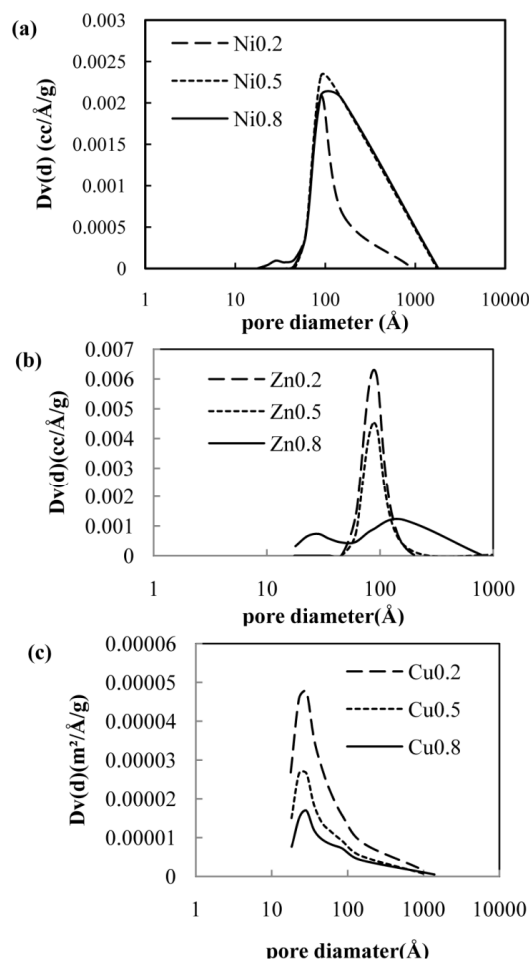 (a)
0.003
0.0025
0.002
0.0015
0.001
0.0005
0
Dv(d) (cc/Å/g)
Ni0.2
Ni0.5
Ni0.8
1 10 100 1000 10000
pore diameter (Å)
(b)
0.007
0.006
0.005
0.004
0.003
0.002
0.001
0
Dv(d)(cc/Å/g)
Zn0.2
Zn0.5
Zn0.8
1 10 100 1000
pore diameter(Å)
(c)
0.00006
0.00005
0.00004
0.00003
0.00002
0.00001
0
Dv(d)(m²/Å/g)
Cu0.2
Cu0.5
Cu0.8
1 10 100 1000 10000
pore diamater(Å)